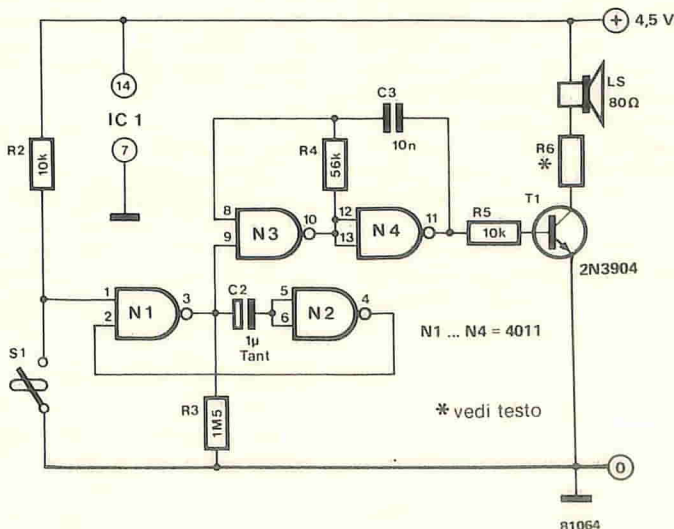 + 4,5 V
14
IC 1
7
R2
10k
C3
10n
R4
56k
LS
80Ω
R6
*
T1
2N3904
8
9
N3
10
12
13
N4
11
R5
10k
1
2
N1
3
C2
1µ
Tant
5
6
N2
4
N1 ... N4 = 4011
S1
R3
1M5
* vedi testo
0
81064